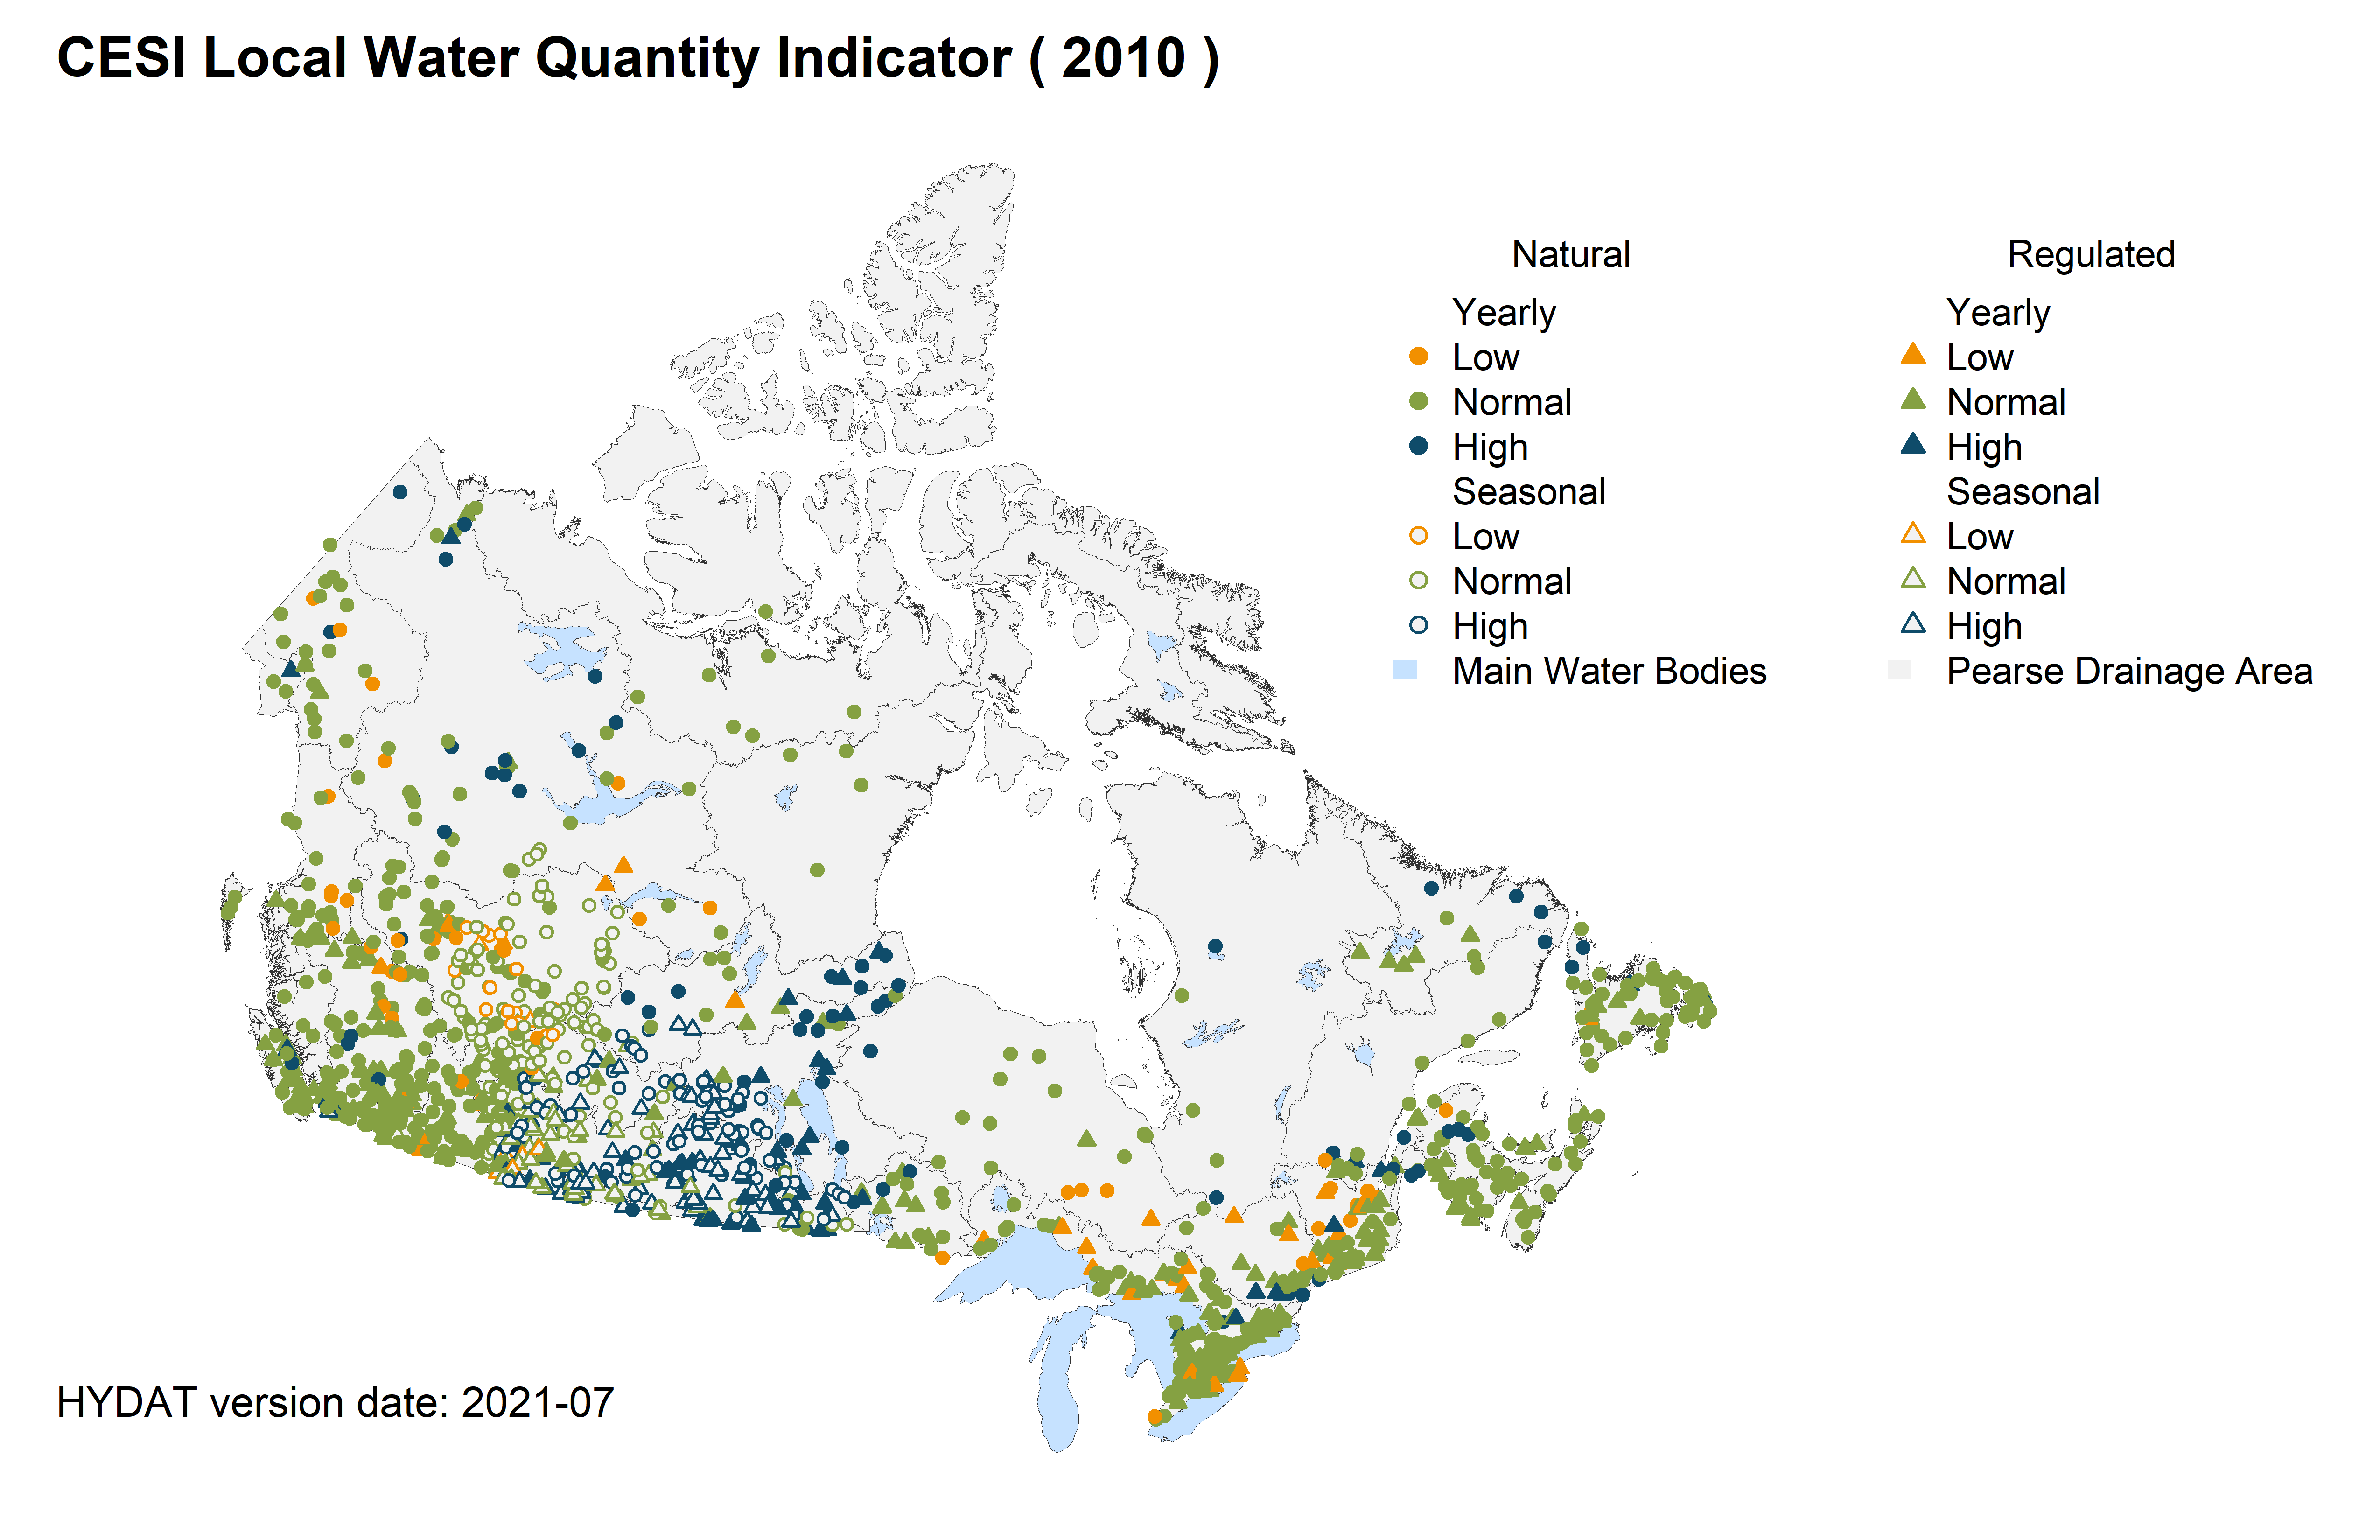 CESI Local Water Quantity Indicator ( 2010 )
Natural
Yearly
Low
Normal
High
Seasonal
Low
Normal
High
Main Water Bodies
Regulated
Yearly
Low
Normal
High
Seasonal
Low
Normal
High
Pearse Drainage Area
HYDAT version date: 2021-07